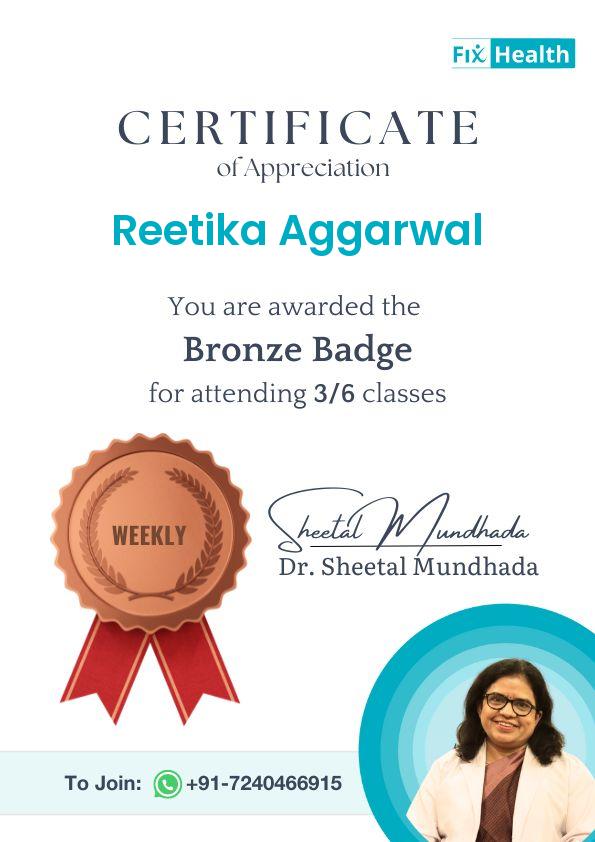 Fix Health
CERTIFICATE
of Appreciation
Reetika Aggarwal
You are awarded the
Bronze Badge
for attending 3/6 classes
WEEKLY
Sheetal Mundhada
Dr. Sheetal Mundhada
To Join: +91-7240466915